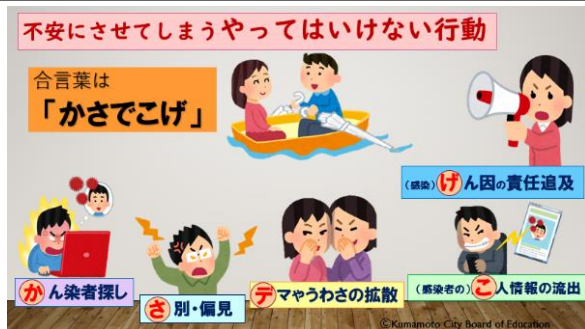 不安にさせてしまうやってはいけない行動
合言葉は
「かさでこげ」
(感染)げん因の責任追及
かん染者探し
さ別・偏見
デマやうわさの拡散
(感染者の)こ人情報の流出
©Kumamoto City Board of Education